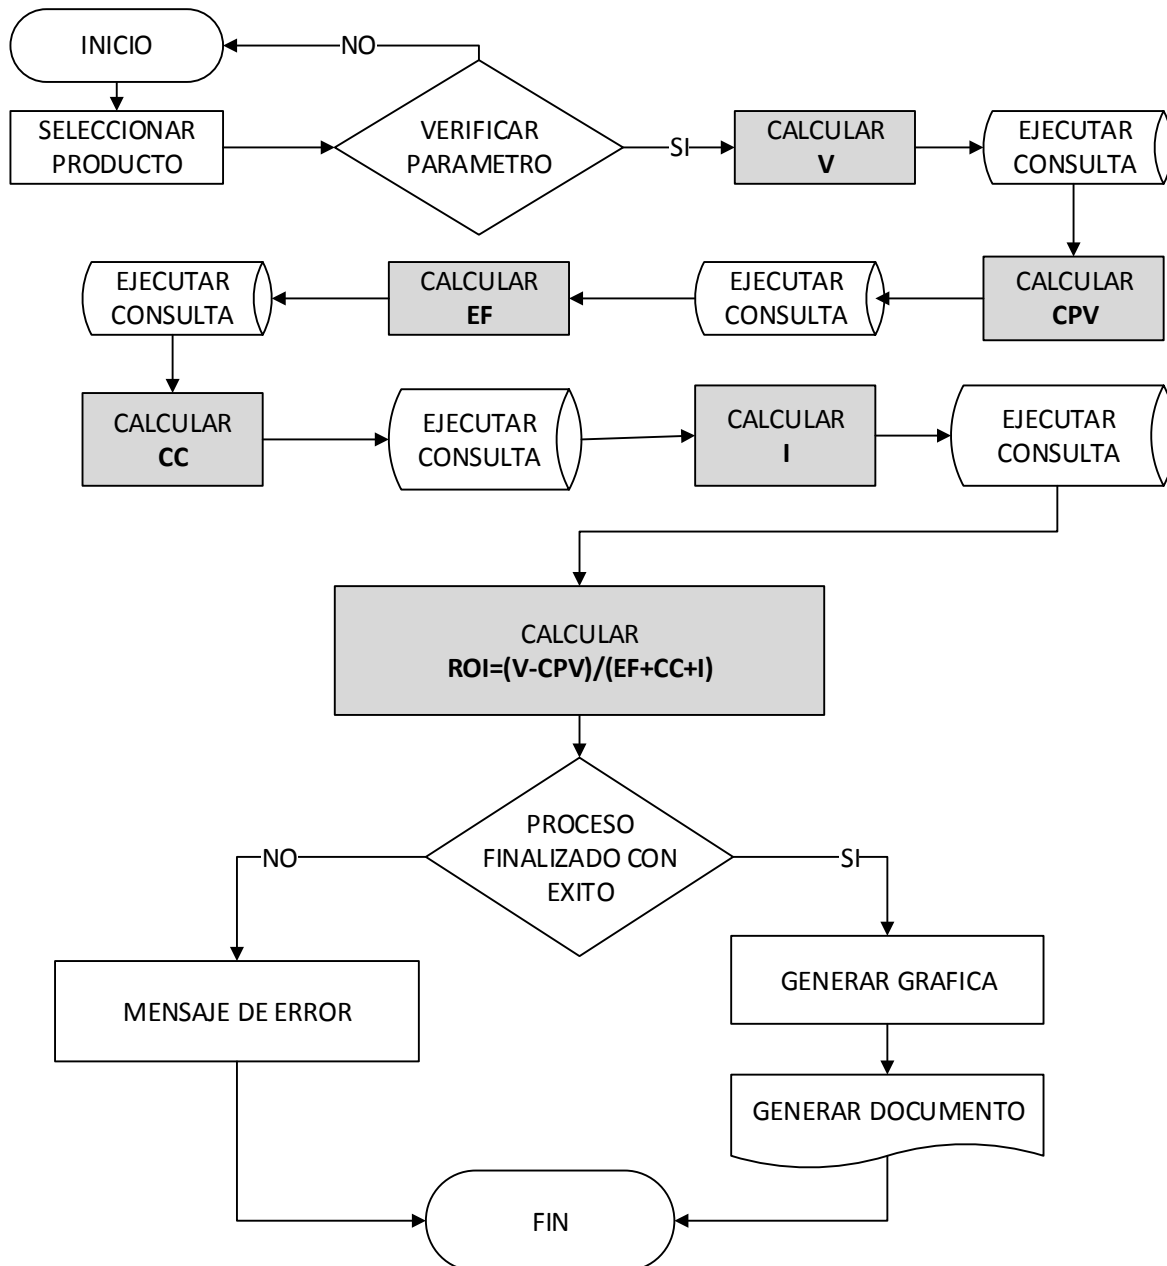 INICIO
NO
SELECCIONAR
PRODUCTO
VERIFICAR
PARAMETRO
SI
CALCULAR
V
EJECUTAR
CONSULTA
CALCULAR
CPV
EJECUTAR
CONSULTA
CALCULAR
EF
EJECUTAR
CONSULTA
CALCULAR
CC
EJECUTAR
CONSULTA
CALCULAR
I
EJECUTAR
CONSULTA
CALCULAR
ROI=(V-CPV)/(EF+CC+I)
PROCESO
FINALIZADO CON
EXITO
NO
SI
MENSAJE DE ERROR
GENERAR GRAFICA
GENERAR DOCUMENTO
FIN